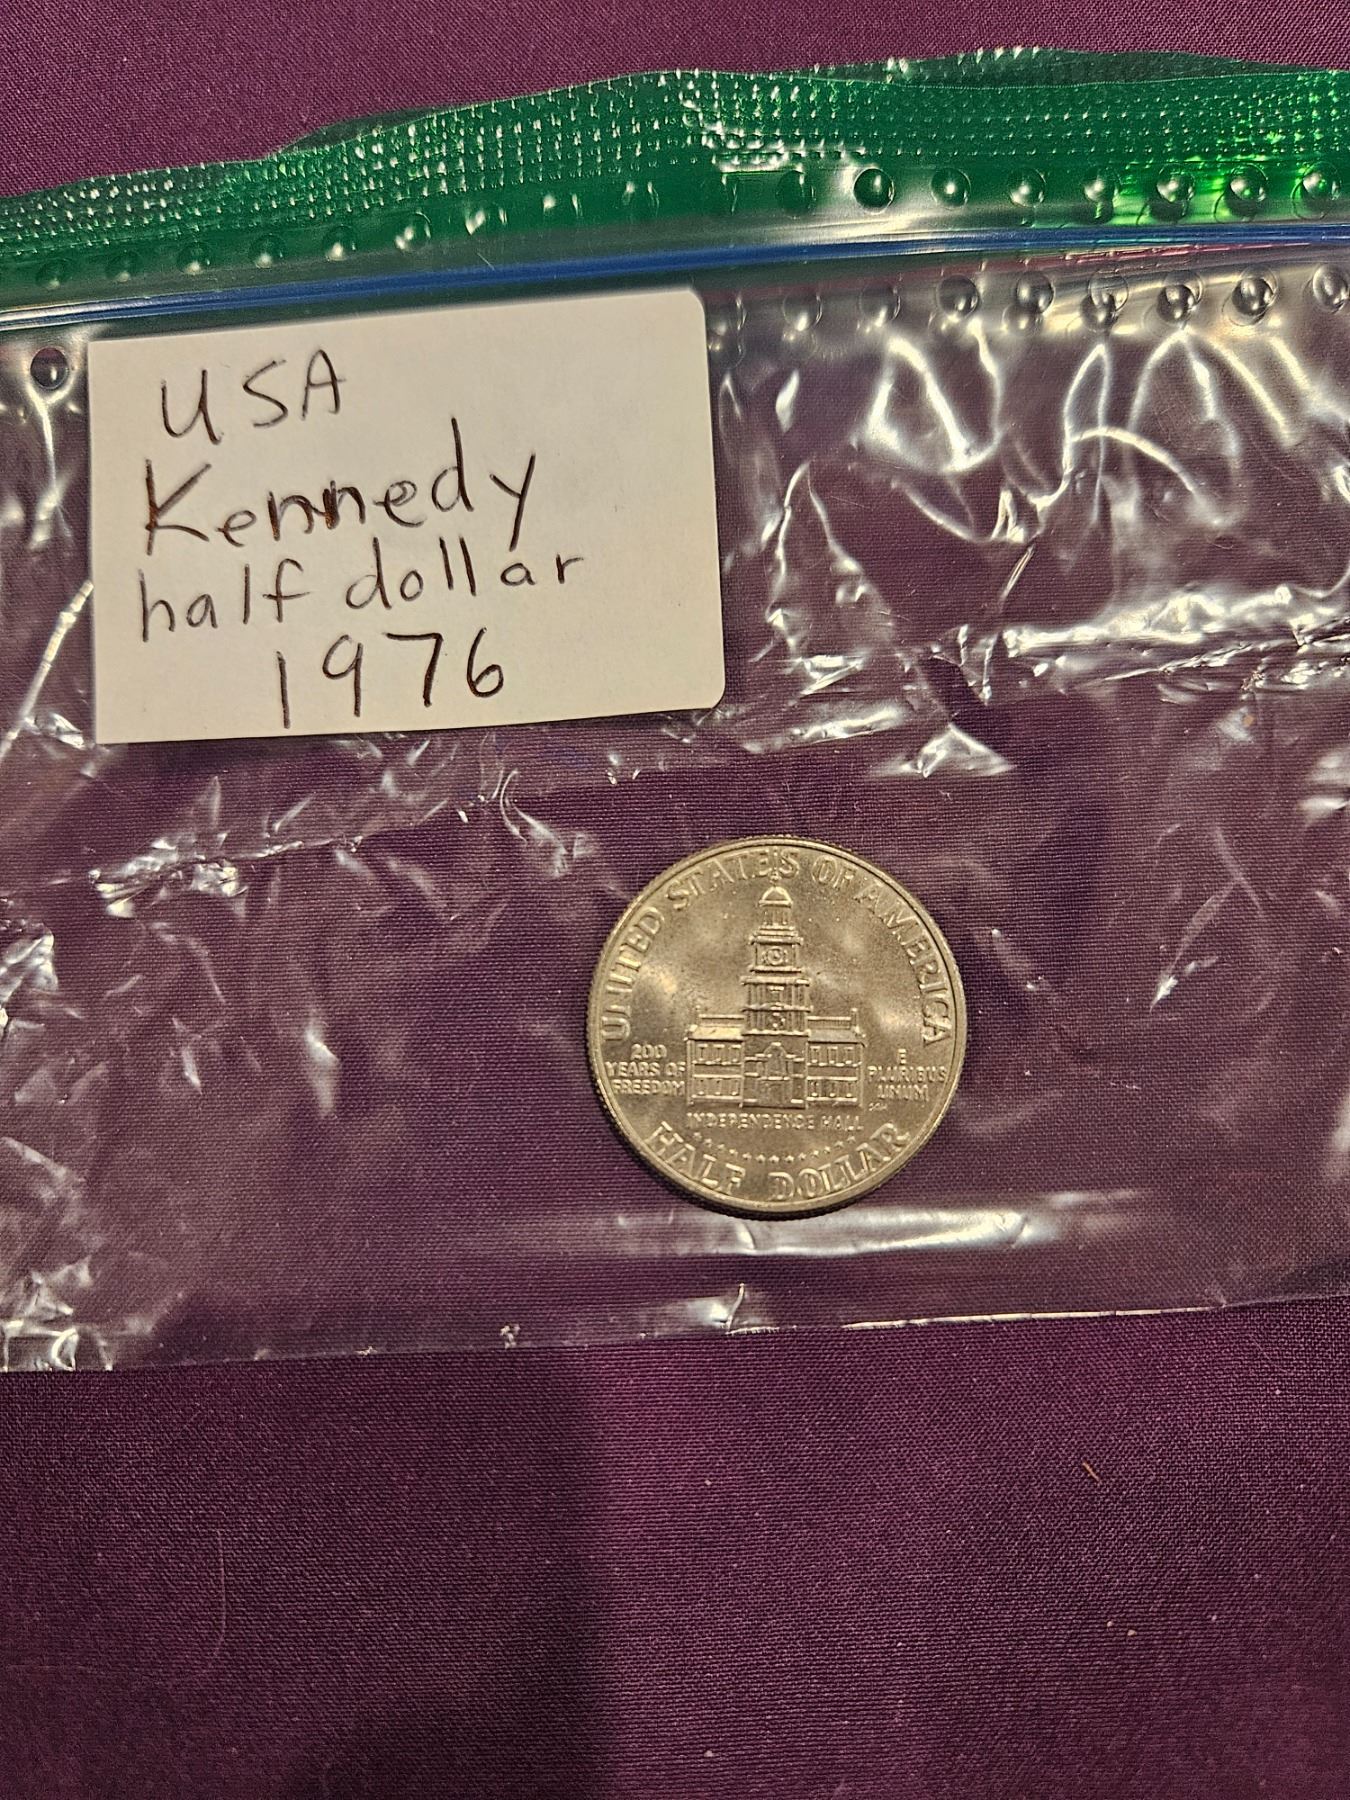 USA
Kennedy
half dollar
1976
UNITED STATES OF AMERICA
200
YEARS OF
FREEDOM
E
PLURIBUS
UNUM
INDEPENDENCE HALL
HALF DOLLAR